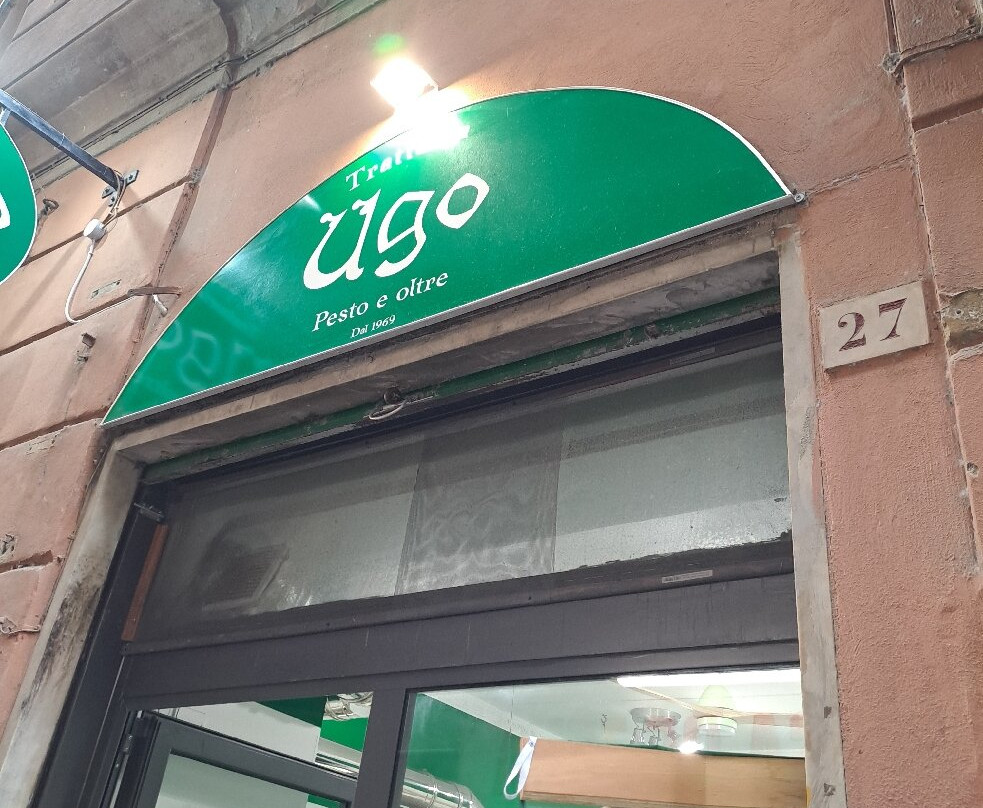 Ugo
Pesto e oltre
Dal 1969
27